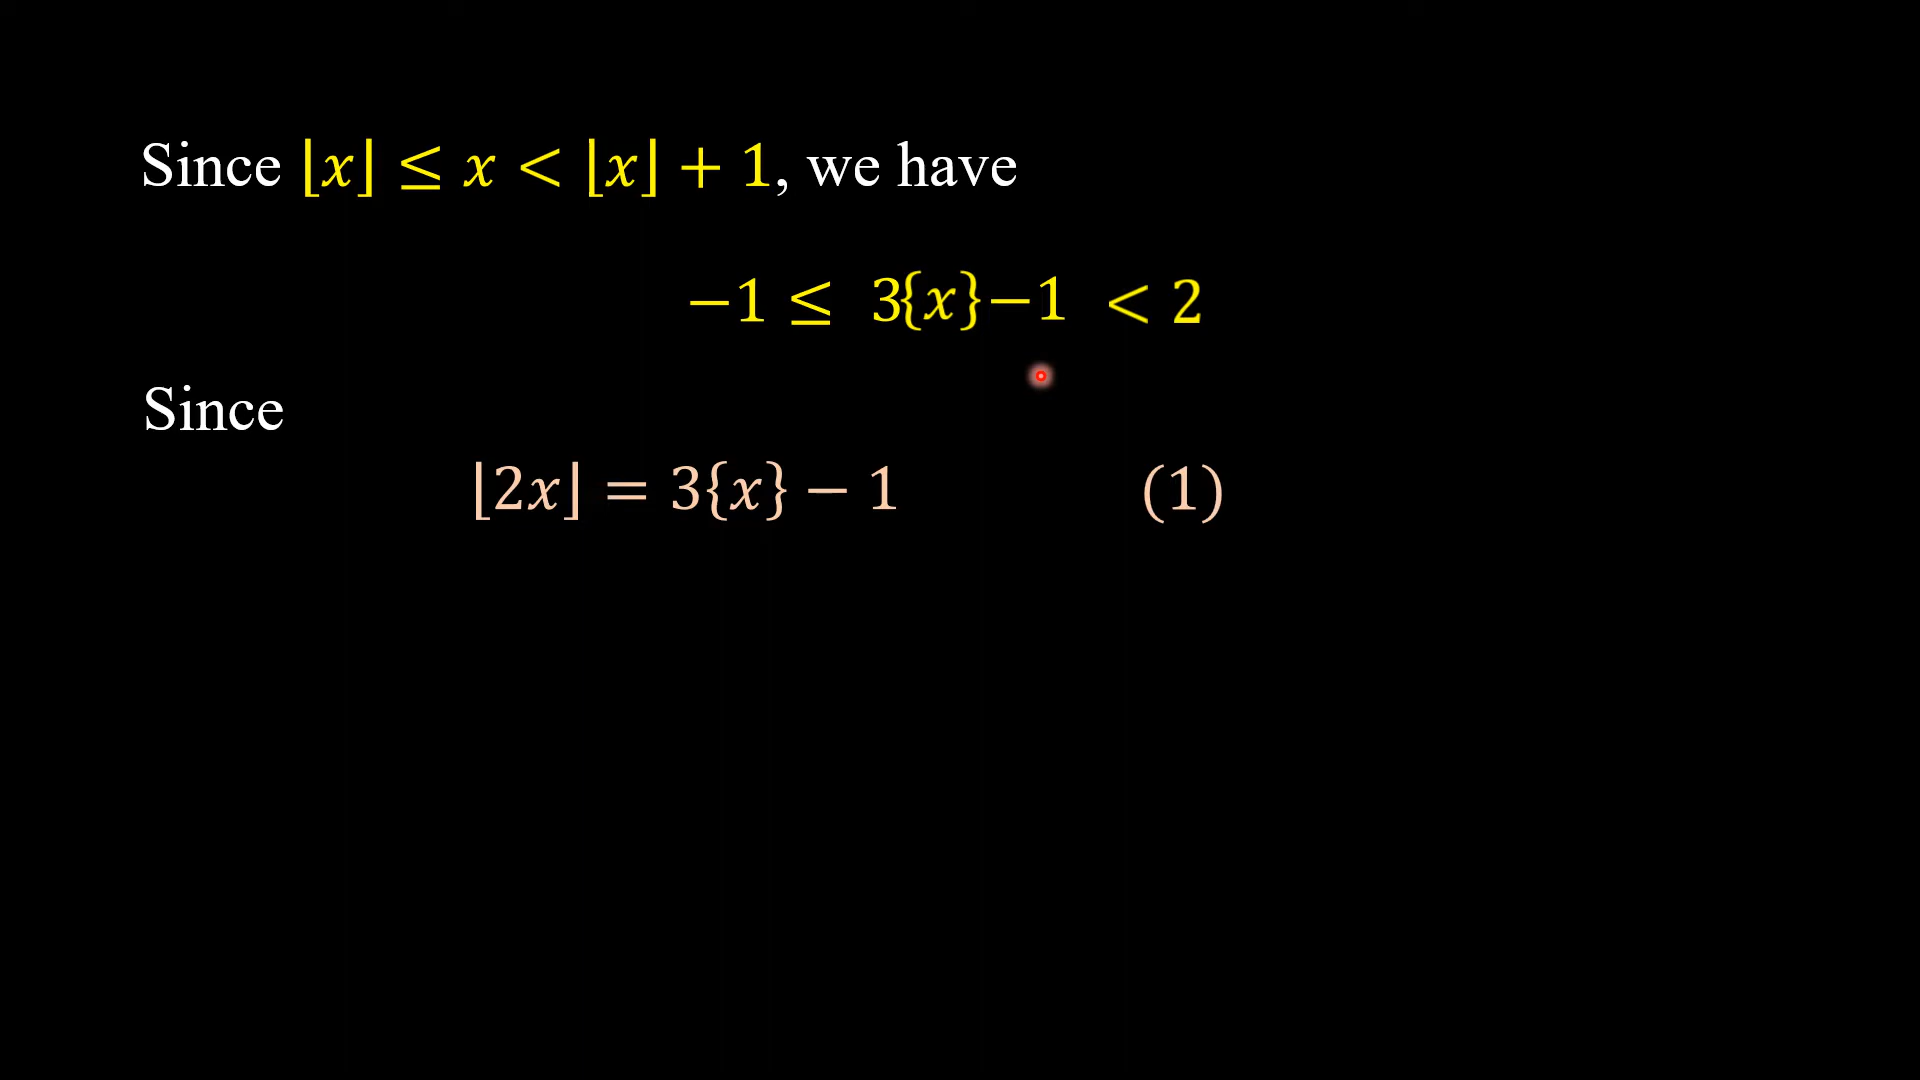 Since ⌊x⌋ ≤ x < ⌊x⌋ + 1, we have
−1 ≤ 3{x}−1 < 2
Since
⌊2x⌋ = 3{x} − 1 (1)